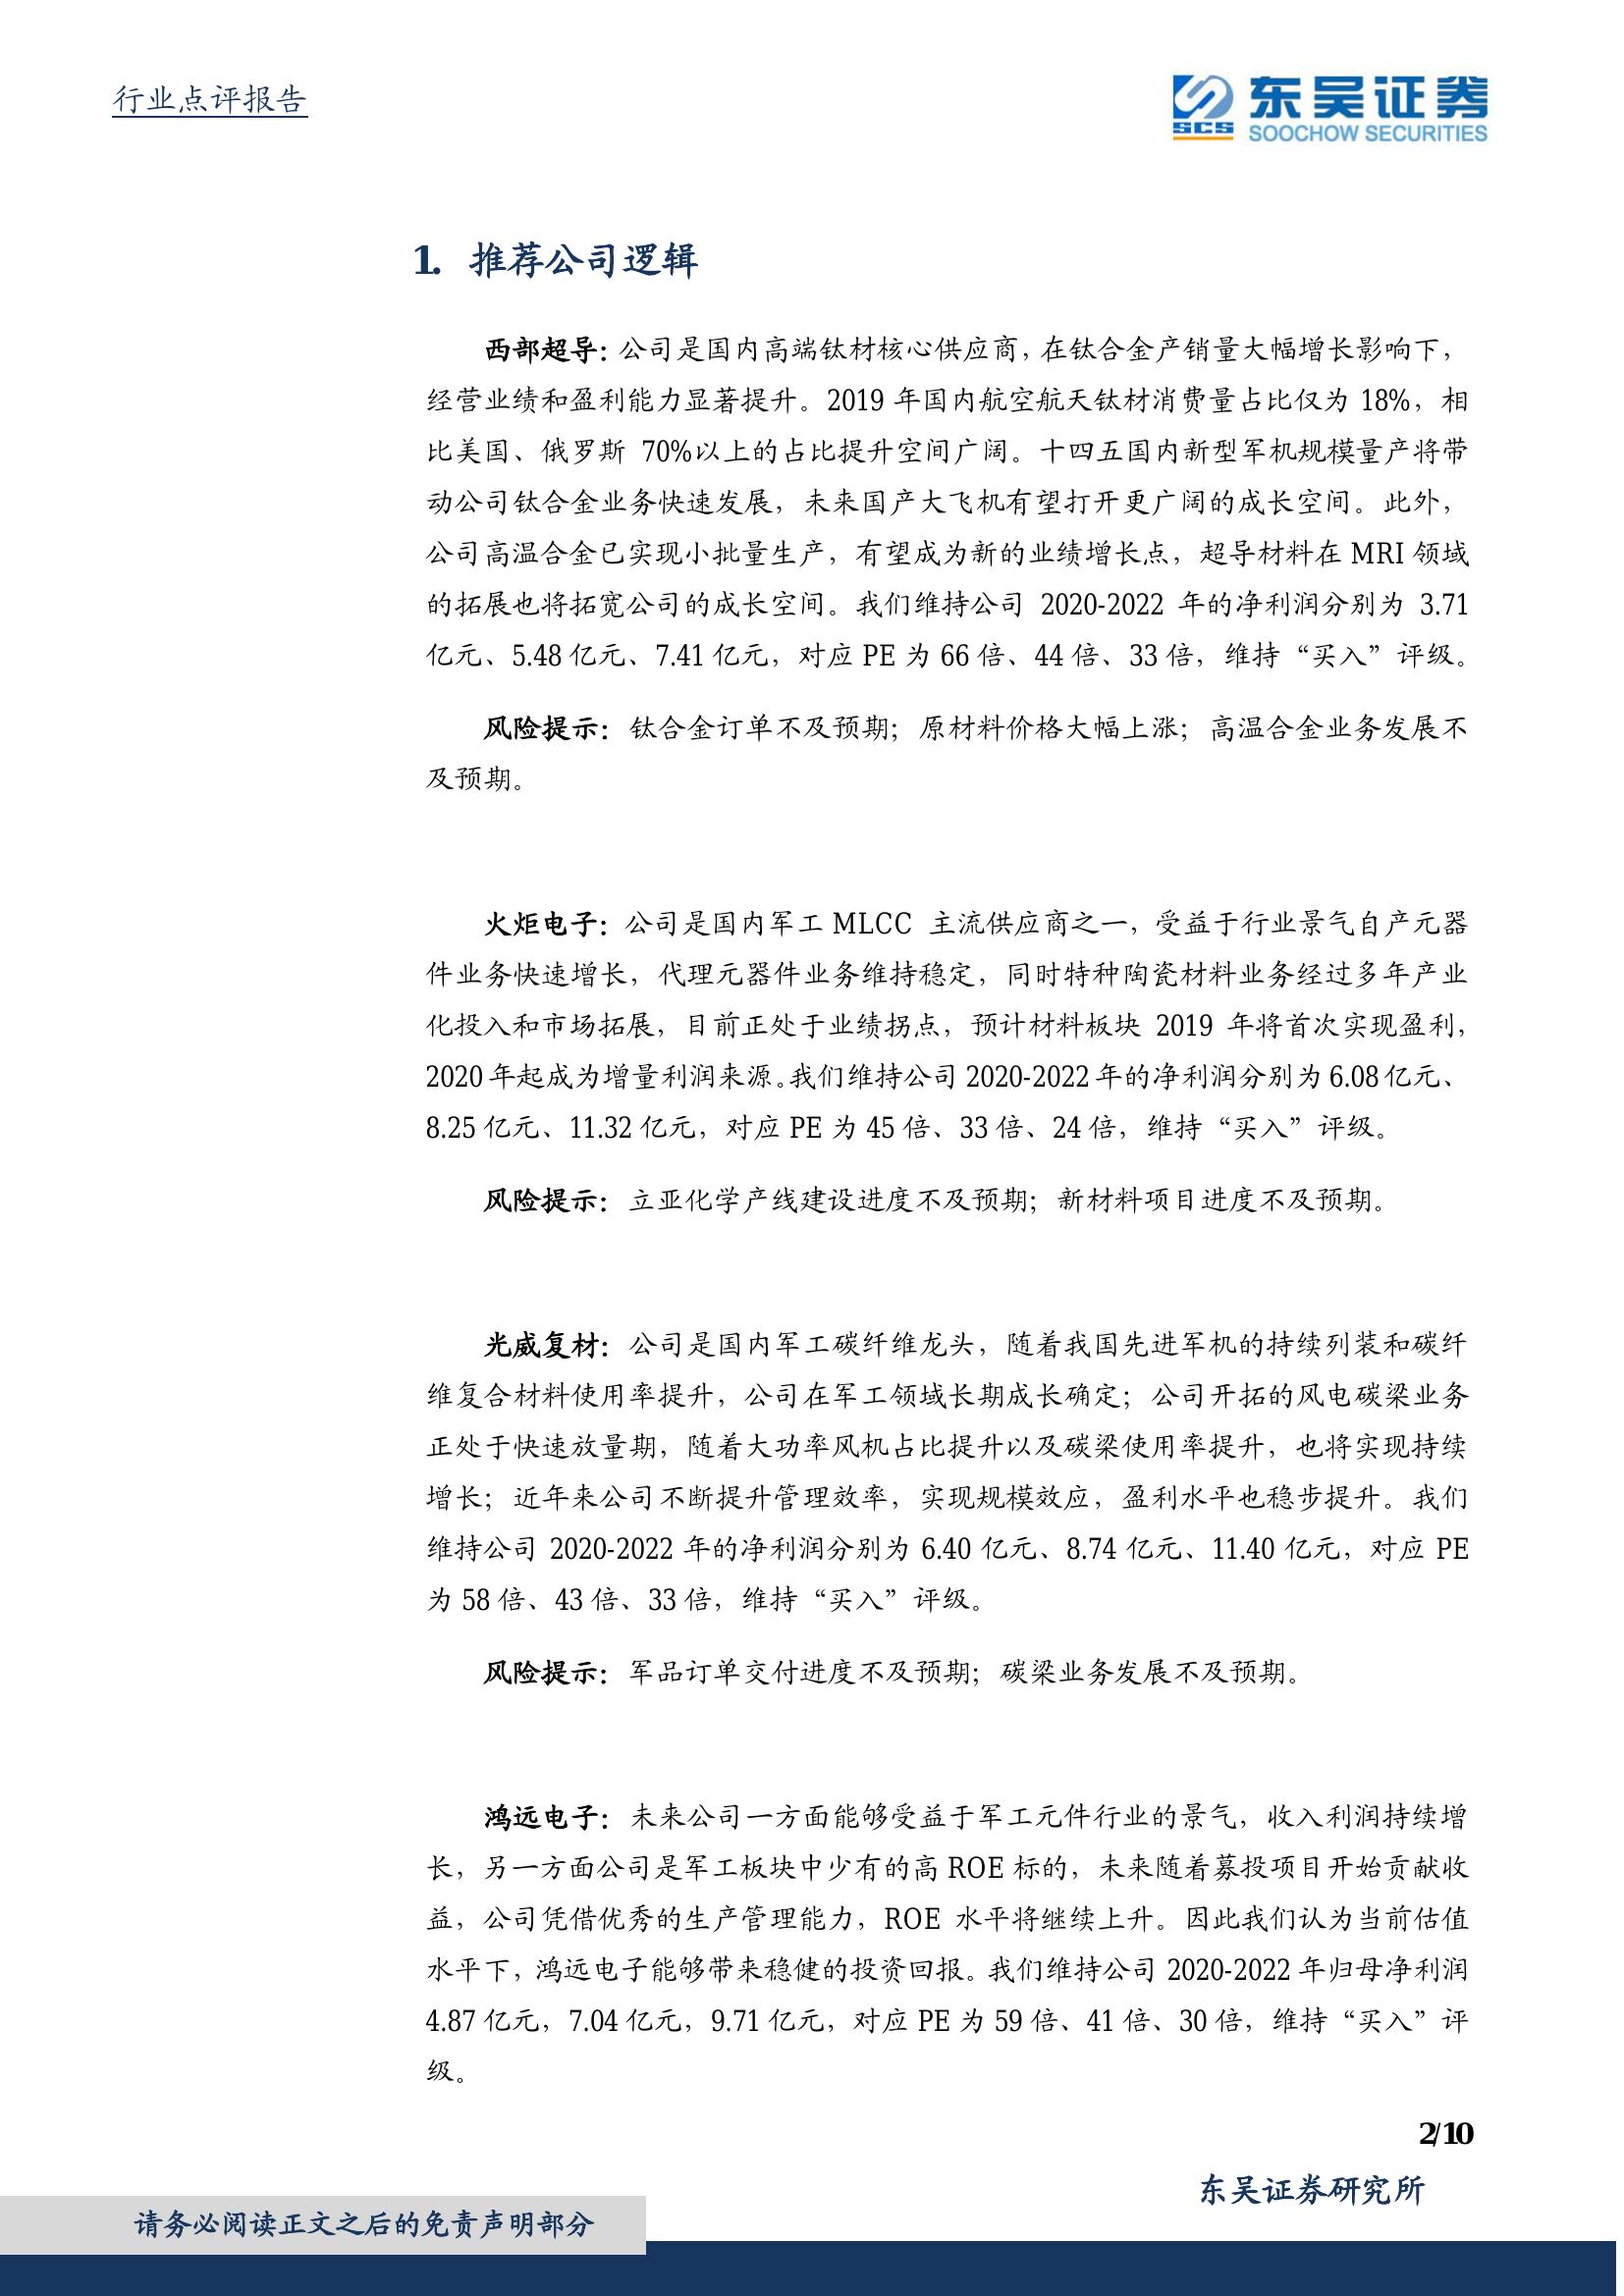 行业点评报告
SCS
东吴证券
SOOCHOW SECURITIES
1. 推荐公司逻辑
西部超导：公司是国内高端钛材核心供应商，在钛合金产销量大幅增长影响下，
经营业绩和盈利能力显著提升。2019 年国内航空航天钛材消费量占比仅为 18%，相
比美国、俄罗斯 70%以上的占比提升空间广阔。十四五国内新型军机规模量产将带
动公司钛合金业务快速发展，未来国产大飞机有望打开更广阔的成长空间。此外，
公司高温合金已实现小批量生产，有望成为新的业绩增长点，超导材料在 MRI 领域
的拓展也将拓宽公司的成长空间。我们维持公司 2020-2022 年的净利润分别为 3.71
亿元、5.48 亿元、7.41 亿元，对应 PE 为 66 倍、44 倍、33 倍，维持“买入”评级。
风险提示：钛合金订单不及预期；原材料价格大幅上涨；高温合金业务发展不
及预期。
火炬电子：公司是国内军工 MLCC 主流供应商之一，受益于行业景气自产元器
件业务快速增长，代理元器件业务维持稳定，同时特种陶瓷材料业务经过多年产业
化投入和市场拓展，目前正处于业绩拐点，预计材料板块 2019 年将首次实现盈利，
2020 年起成为增量利润来源。我们维持公司 2020-2022 年的净利润分别为 6.08 亿元、
8.25 亿元、11.32 亿元，对应 PE 为 45 倍、33 倍、24 倍，维持“买入”评级。
风险提示：立亚化学产线建设进度不及预期；新材料项目进度不及预期。
光威复材：公司是国内军工碳纤维龙头，随着我国先进军机的持续列装和碳纤
维复合材料使用率提升，公司在军工领域长期成长确定；公司开拓的风电碳梁业务
正处于快速放量期，随着大功率风机占比提升以及碳梁使用率提升，也将实现持续
增长；近年来公司不断提升管理效率，实现规模效应，盈利水平也稳步提升。我们
维持公司 2020-2022 年的净利润分别为 6.40 亿元、8.74 亿元、11.40 亿元，对应 PE
为 58 倍、43 倍、33 倍，维持“买入”评级。
风险提示：军品订单交付进度不及预期；碳梁业务发展不及预期。
鸿远电子：未来公司一方面能够受益于军工元件行业的景气，收入利润持续增
长，另一方面公司是军工板块中少有的高 ROE 标的，未来随着募投项目开始贡献收
益，公司凭借优秀的生产管理能力，ROE 水平将继续上升。因此我们认为当前估值
水平下，鸿远电子能够带来稳健的投资回报。我们维持公司 2020-2022 年归母净利润
4.87 亿元，7.04 亿元，9.71 亿元，对应 PE 为 59 倍、41 倍、30 倍，维持“买入”评
级。
2/10
东吴证券研究所
请务必阅读正文之后的免责声明部分